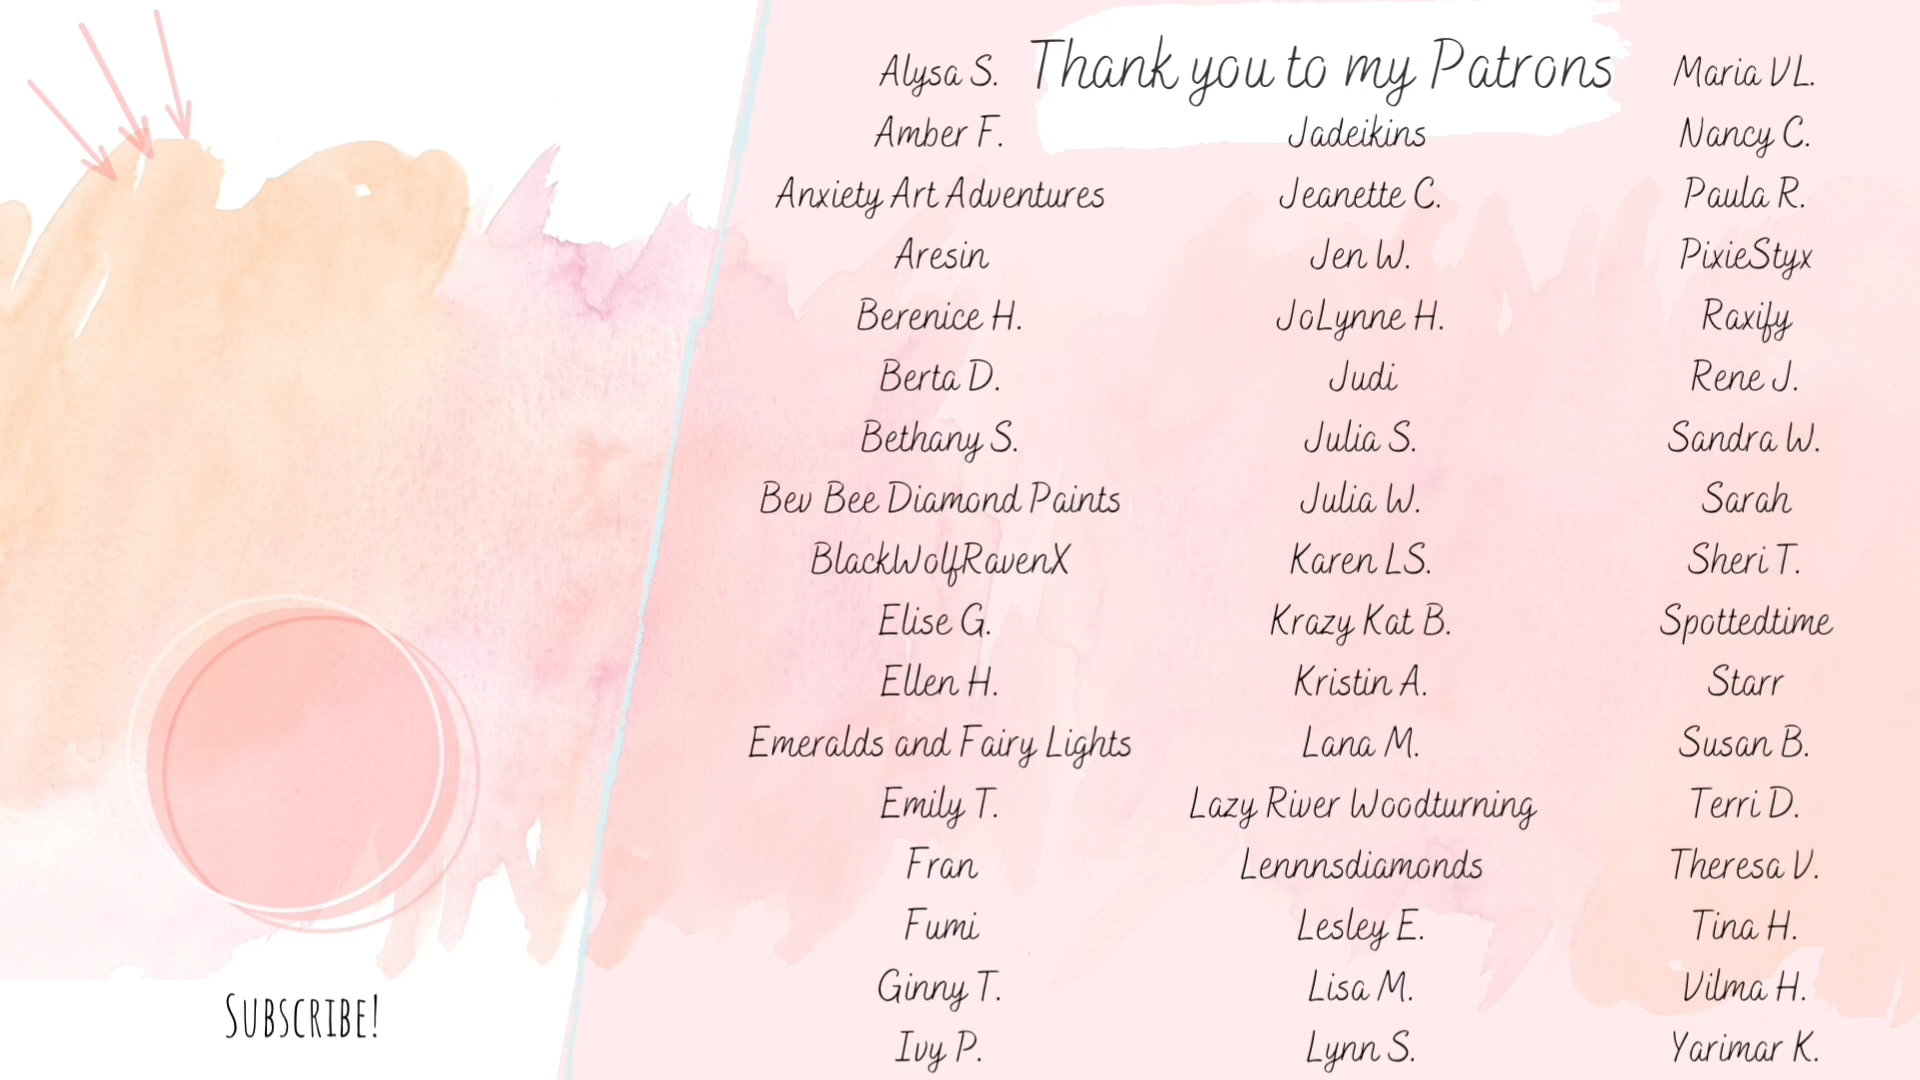 Thank you to my Patrons
Alysa S.
Amber F.
Anxiety Art Adventures
Aresin
Berenice H.
Berta D.
Bethany S.
Bev Bee Diamond Paints
BlackWolfRavenX
Elise G.
Ellen H.
Emeralds and Fairy Lights
Emily T.
Fran
Fumi
Ginny T.
Ivy P.
Jadeikins
Jeanette C.
Jen W.
JoLynne H.
Judi
Julia S.
Julia W.
Karen LS.
Krazy Kat B.
Kristin A.
Lana M.
Lazy River Woodturning
Lennnsdiamonds
Lesley E.
Lisa M.
Lynn S.
Maria VL.
Nancy C.
Paula R.
PixieStyx
Raxify
Rene J.
Sandra W.
Sarah
Sheri T.
Spottedtime
Starr
Susan B.
Terri D.
Theresa V.
Tina H.
Vilma H.
Yarimar K.
Subscribe!